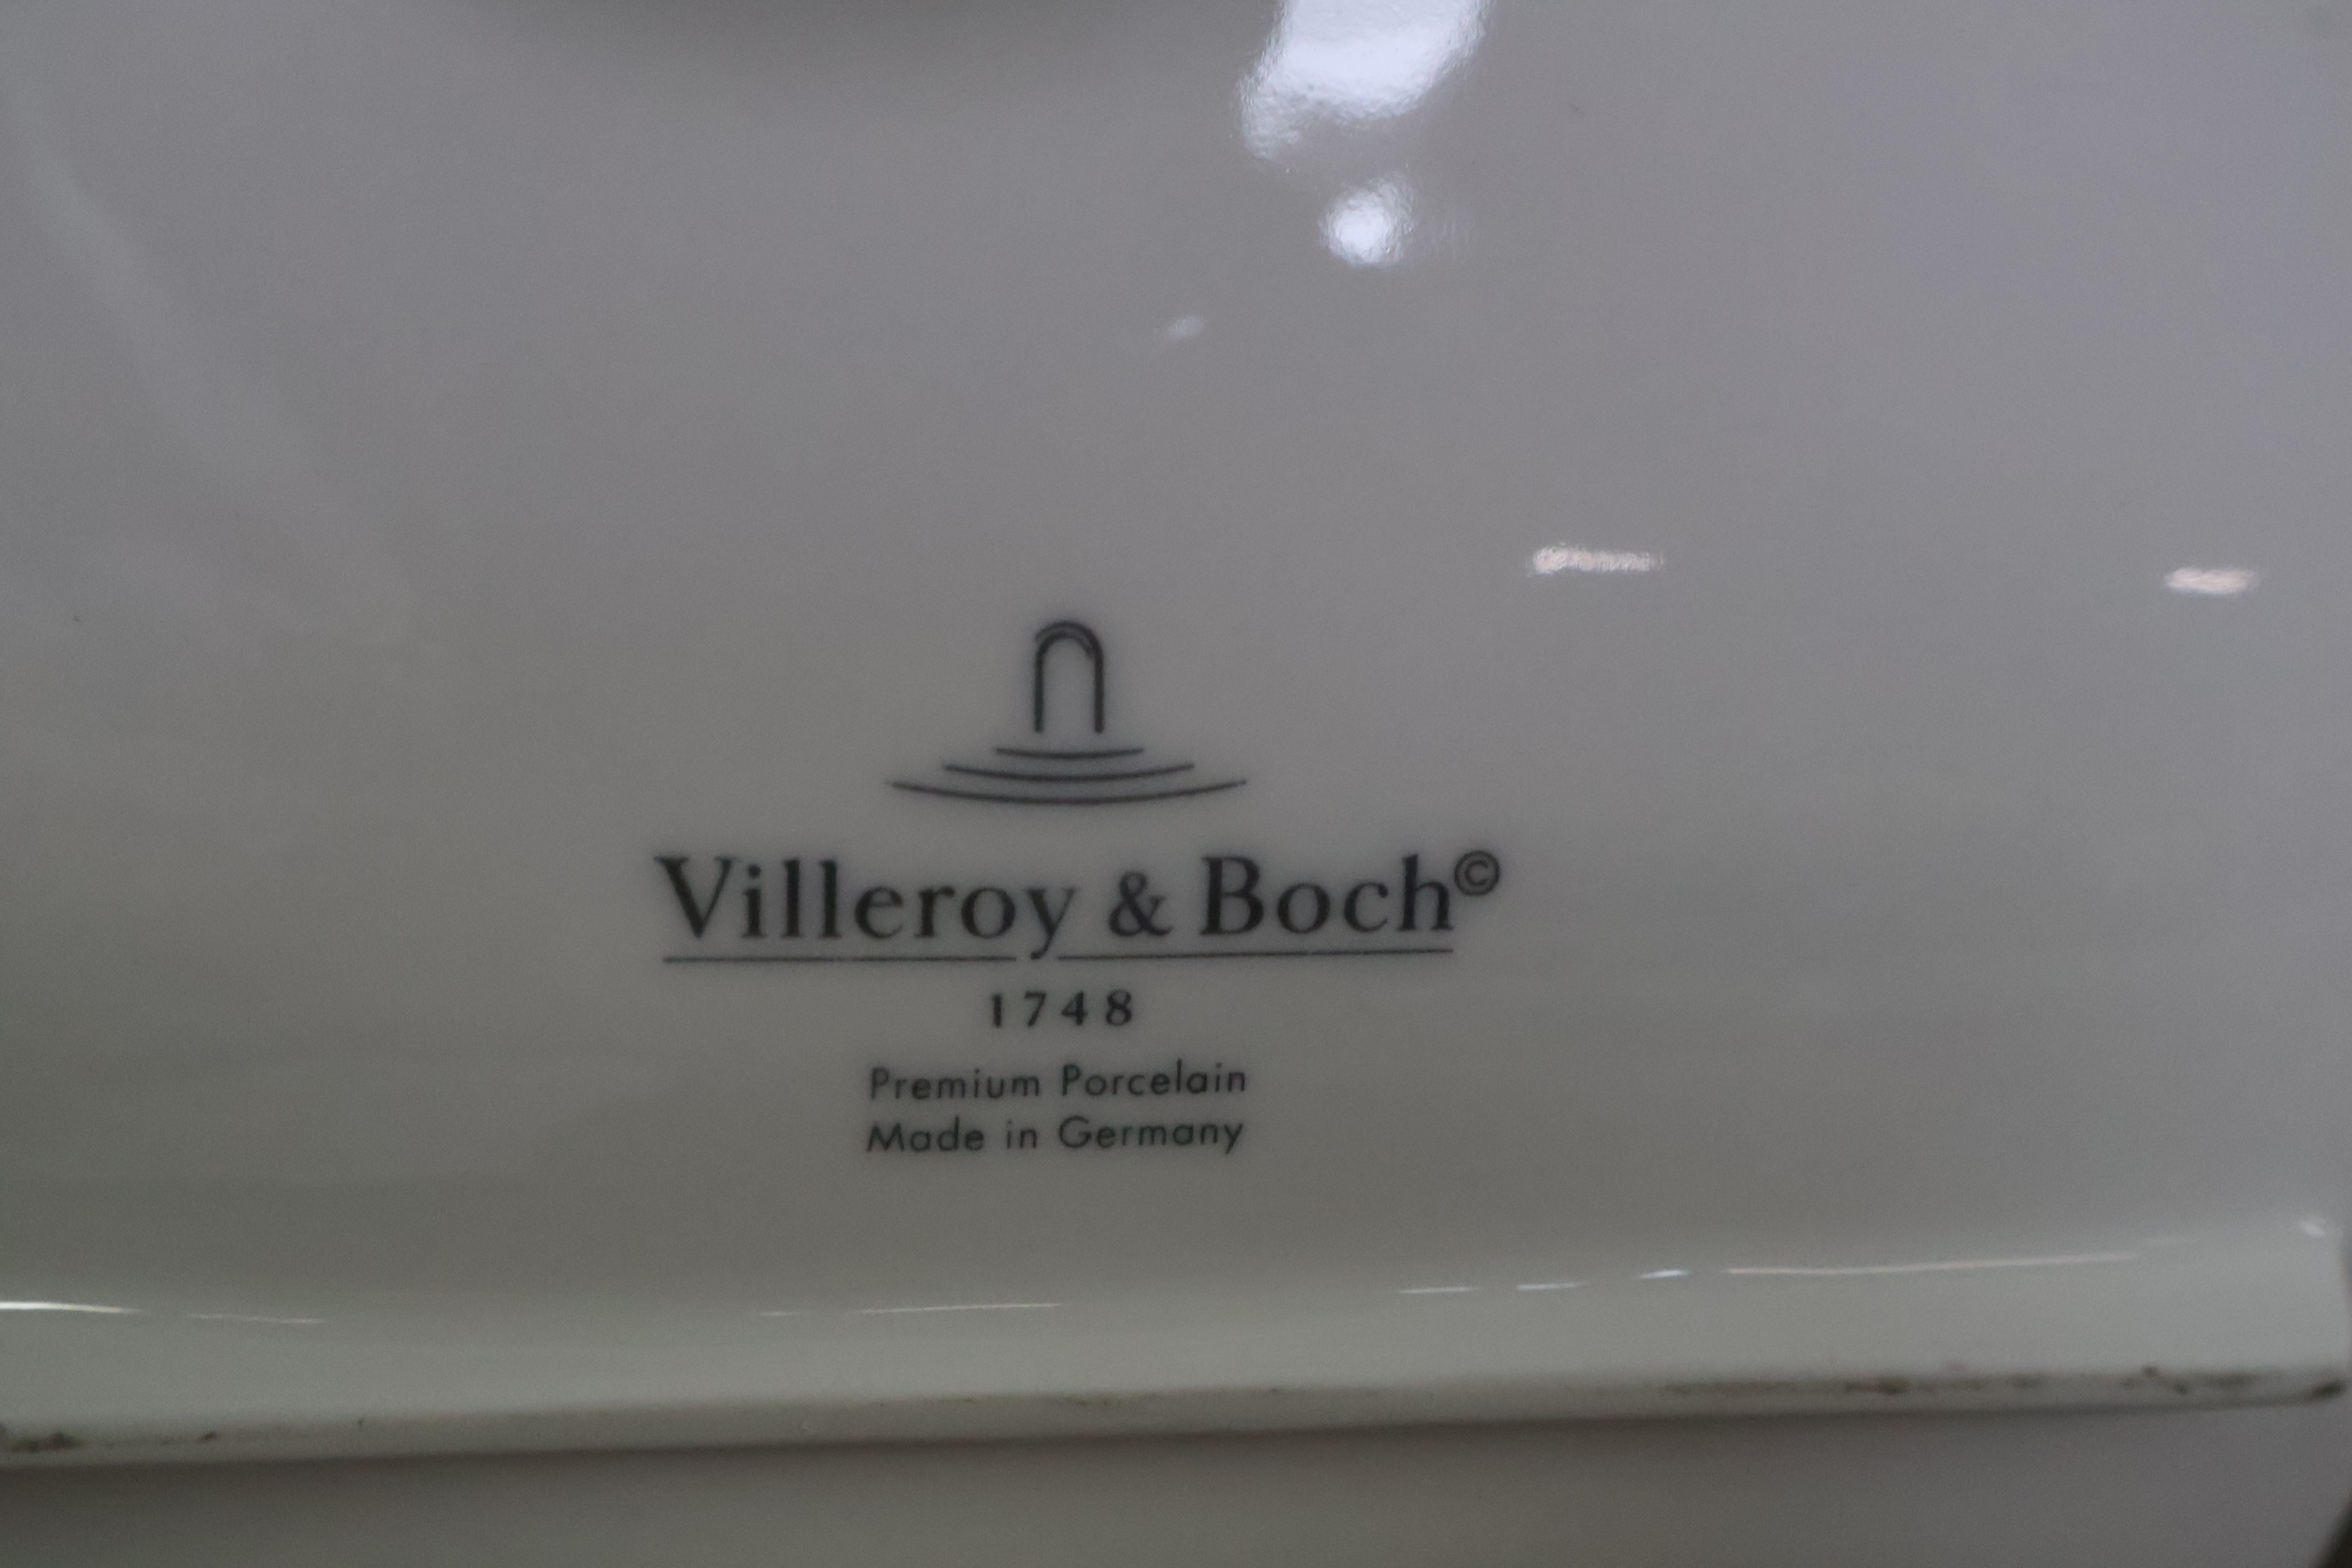 Villeroy & Boch©
1748
Premium Porcelain
Made in Germany